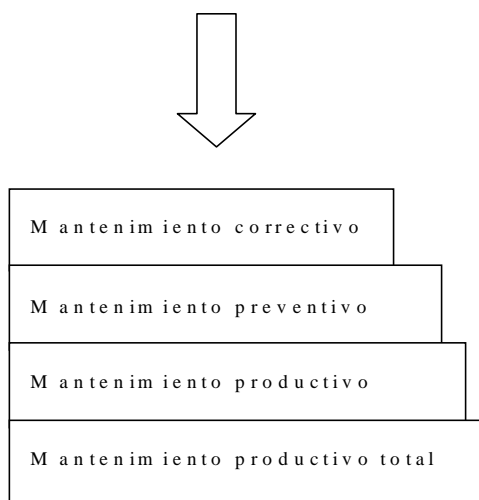 Mantenimiento correctivo
Mantenimiento preventivo
Mantenimiento productivo
Mantenimiento productivo total